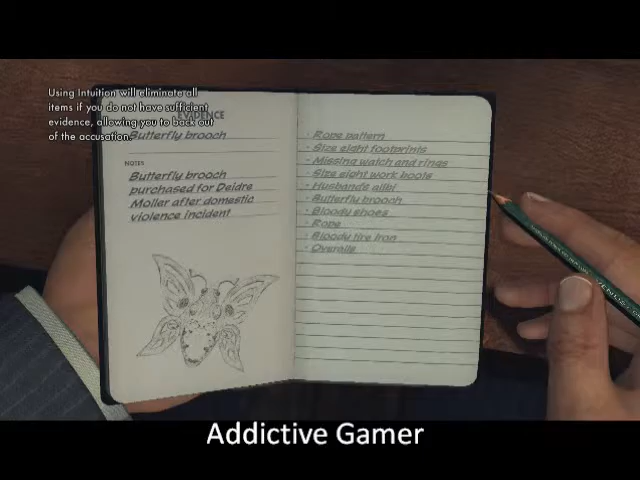 Using Intuition will eliminate all
items if you do not have sufficient
evidence, allowing you to back out
of the accusation.
EVIDENCE
Butterfly brooch
NOTES
Butterfly brooch
purchased for Deidre
Moller after domestic
violence incident
- Rope pattern
- Size eight footprints
- Missing watch and rings
- Size eight work boots
- Husband's alibi
- Butterfly brooch
- Bloody shoes
- Rope
- Bloody tire iron
- Overalls
VENUS
Addictive Gamer